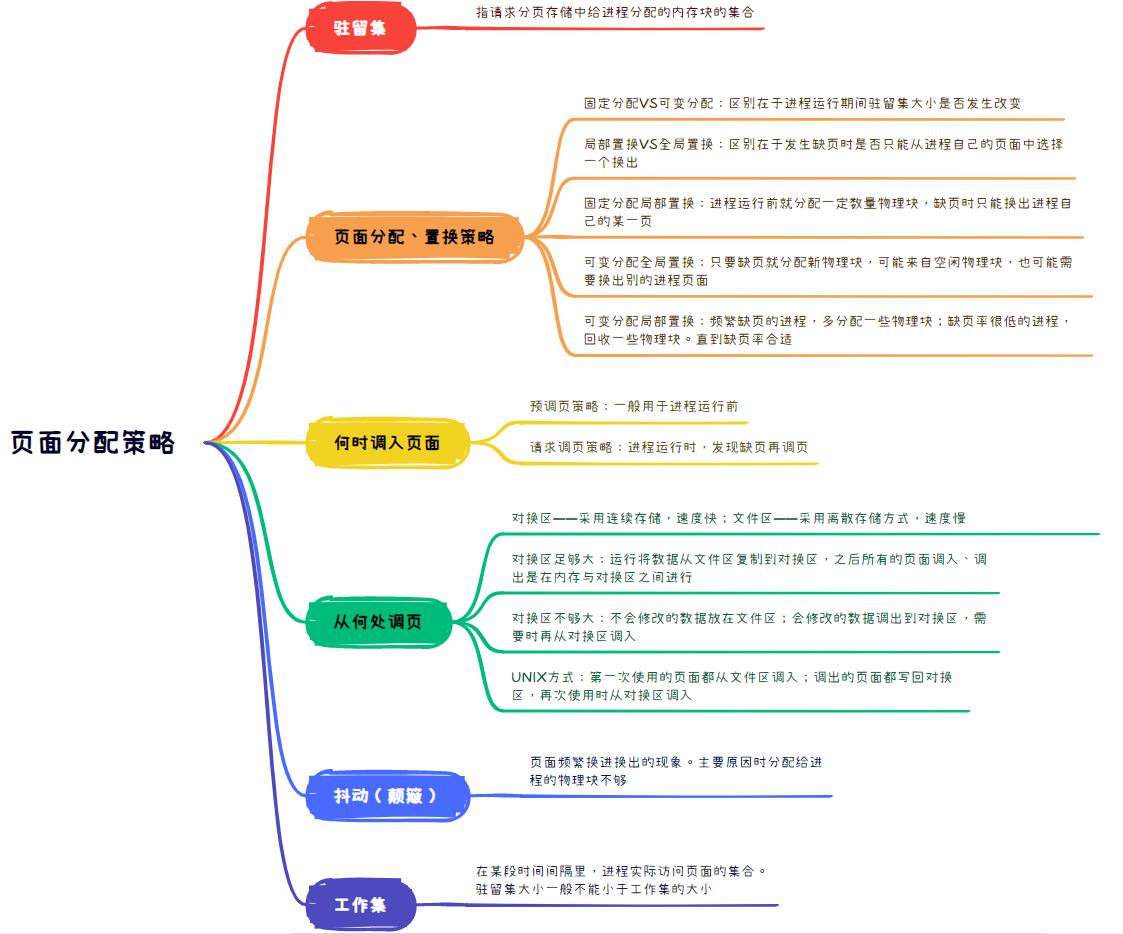 驻留集
指请求分页存储中给进程分配的内存块的集合
页面分配、置换策略
固定分配VS可变分配：区别在于进程运行期间驻留集大小是否发生改变
局部置换VS全局置换：区别在于发生缺页时是否只能从进程自己的页面中选择
一个换出
固定分配局部置换：进程运行前就分配一定数量物理块，缺页时只能换出进程自
己的某一页
可变分配全局置换：只要缺页就分配新物理块，可能来自空闲物理块，也可能需
要换出别的进程页面
可变分配局部置换：频繁缺页的进程，多分配一些物理块；缺页率很低的进程，
回收一些物理块。直到缺页率合适
页面分配策略
何时调入页面
预调页策略：一般用于进程运行前
请求调页策略：进程运行时，发现缺页再调页
从何处调页
对换区——采用连续存储，速度快；文件区——采用离散存储方式，速度慢
对换区足够大：运行将数据从文件区复制到对换区，之后所有的页面调入、调
出是在内存与对换区之间进行
对换区不够大：不会修改的数据放在文件区；会修改的数据调出到对换区，需
要时再从对换区调入
UNIX方式：第一次使用的页面都从文件区调入；调出的页面都写回对换
区，再次使用时从对换区调入
抖动（颠簸）
页面频繁换进换出的现象。主要原因时分配给进
程的物理块不够
工作集
在某段时间间隔里，进程实际访问页面的集合。
驻留集大小一般不能小于工作集的大小